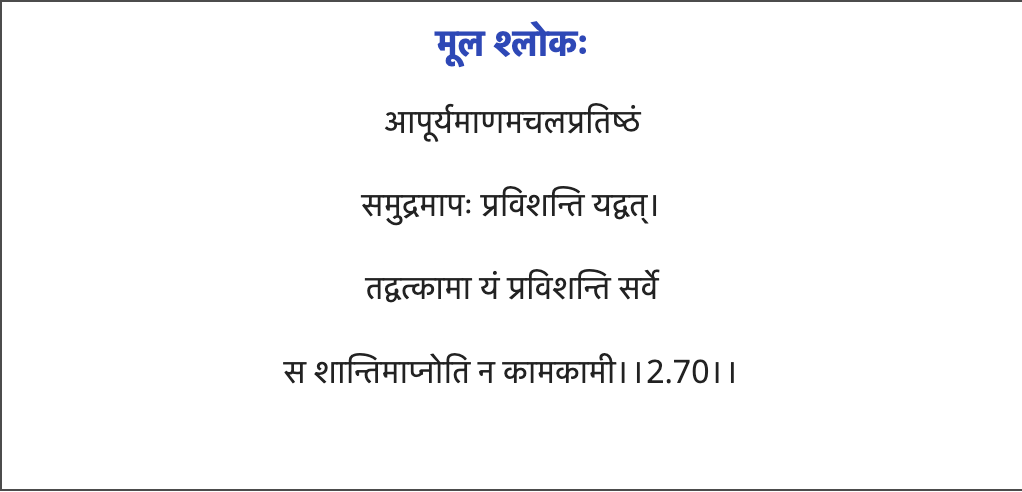 मूल श्लोकः
आपूर्यमाणमचलप्रतिष्ठं
समुद्रमापः प्रविशन्ति यद्वत्।
तद्वत्कामा यं प्रविशन्ति सर्वे
स शान्तिमाप्नोति न कामकामी।।2.70।।